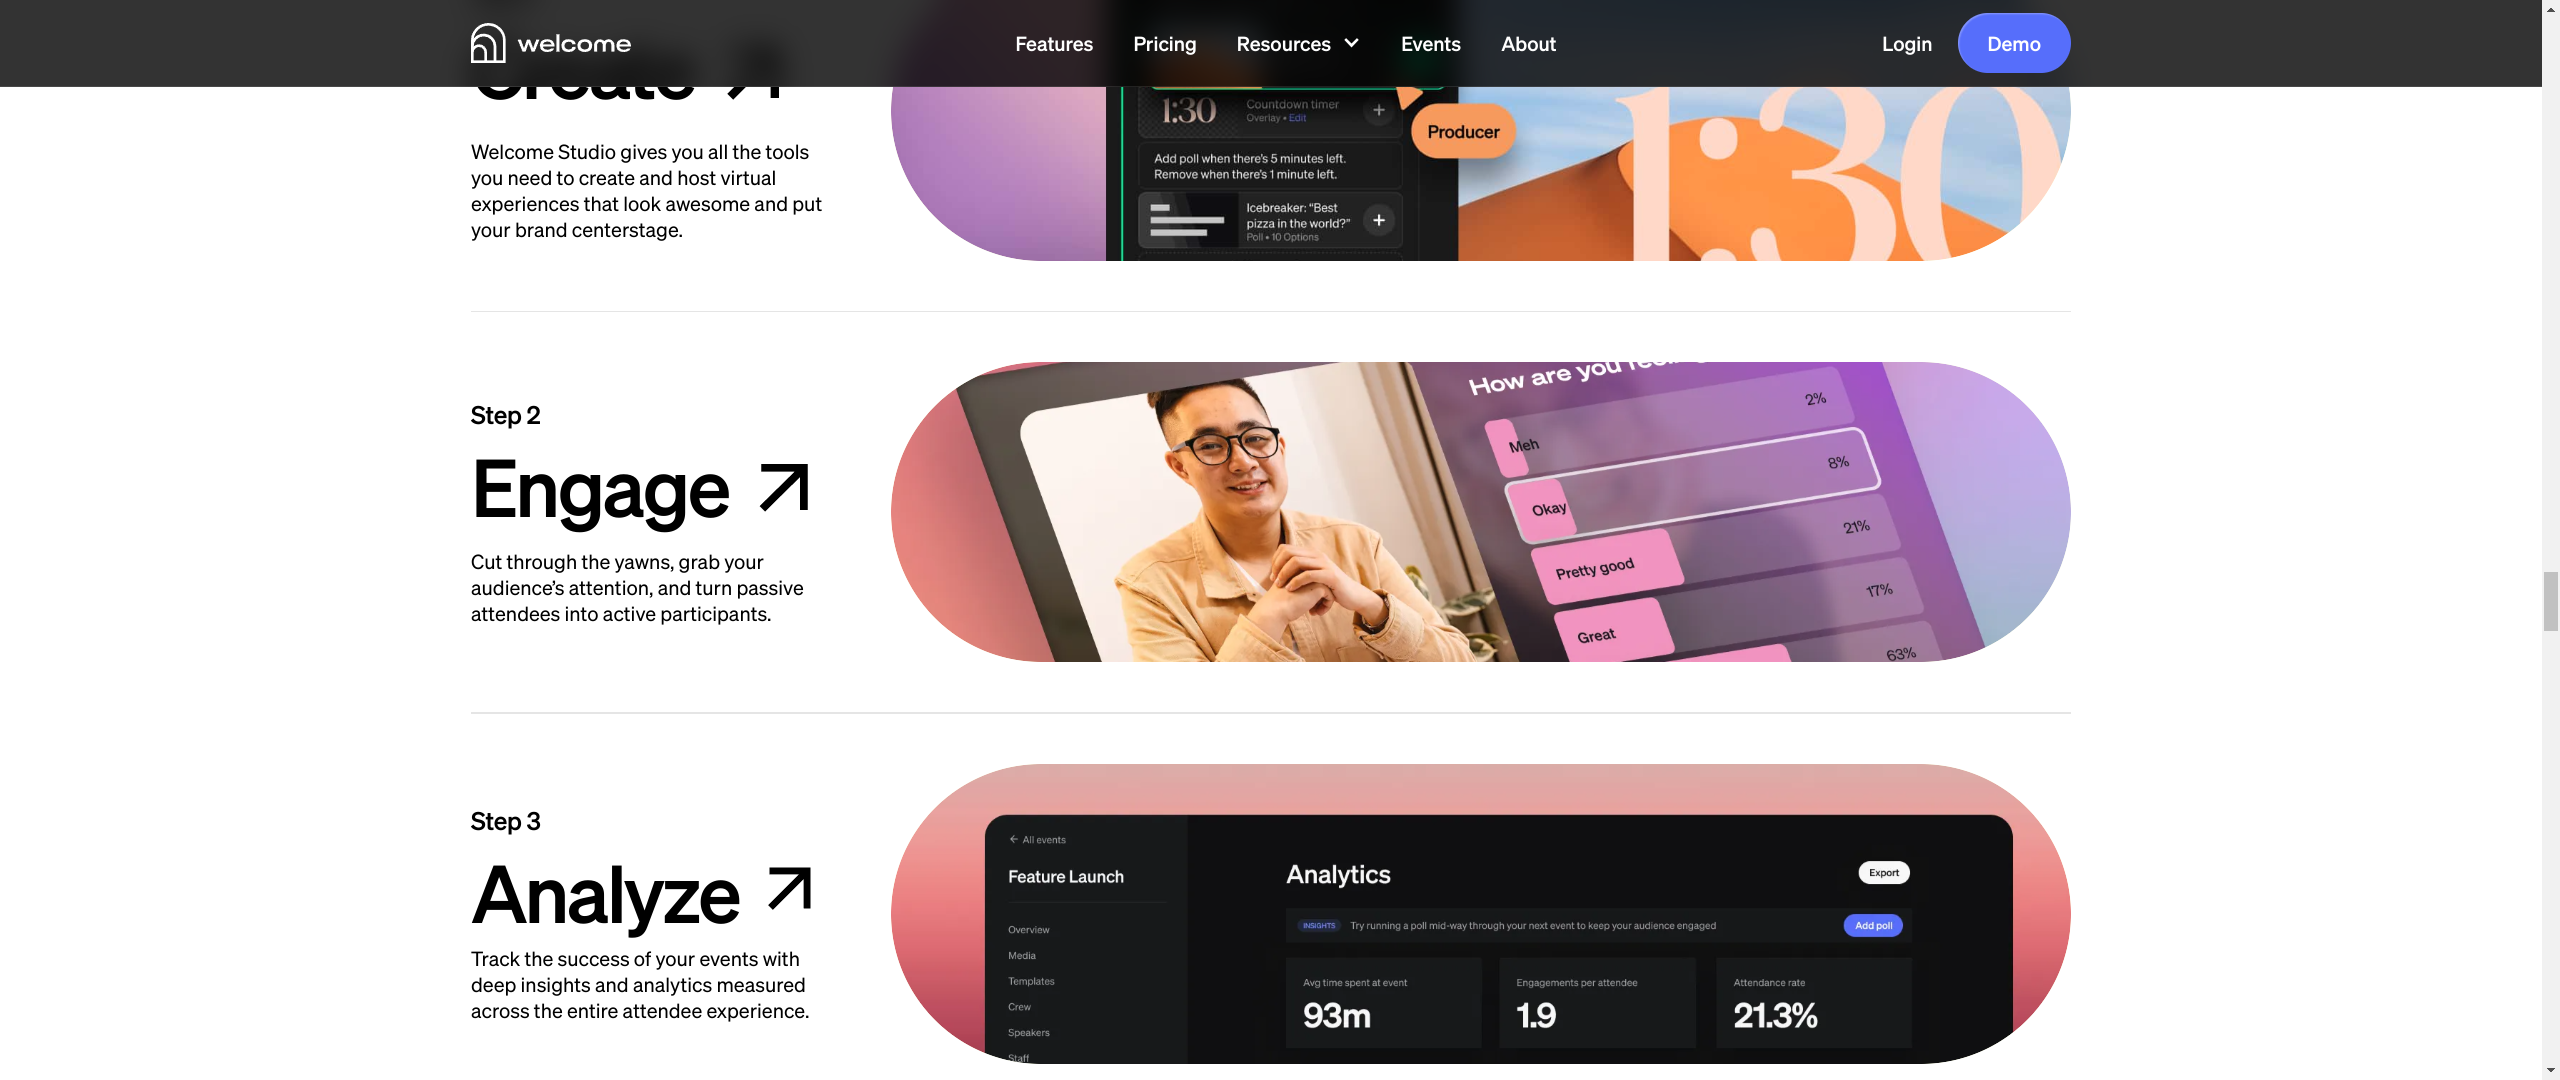 welcome
Features
Pricing
Resources
Events
About
Login
Demo
Create
Welcome Studio gives you all the tools
you need to create and host virtual
experiences that look awesome and put
your brand centerstage.
1:30
Countdown timer
Overlay • Edit
Add poll when there's 5 minutes left.
Remove when there's 1 minute left.
Icebreaker: “Best
pizza in the world?”
Poll • 10 Options
Producer
1:30
Step 2
Engage
Cut through the yawns, grab your
audience’s attention, and turn passive
attendees into active participants.
How are you
2%
Meh
8%
Okay
21%
Pretty good
17%
Great
63%
Step 3
Analyze
Track the success of your events with
deep insights and analytics measured
across the entire attendee experience.
All events
Feature Launch
Overview
Media
Templates
Crew
Speakers
Staff
Analytics
Export
INSIGHTS
Try running a poll mid-way through your next event to keep your audience engaged
Add poll
Avg time spent at event
93m
Engagements per attendee
1.9
Attendance rate
21.3%